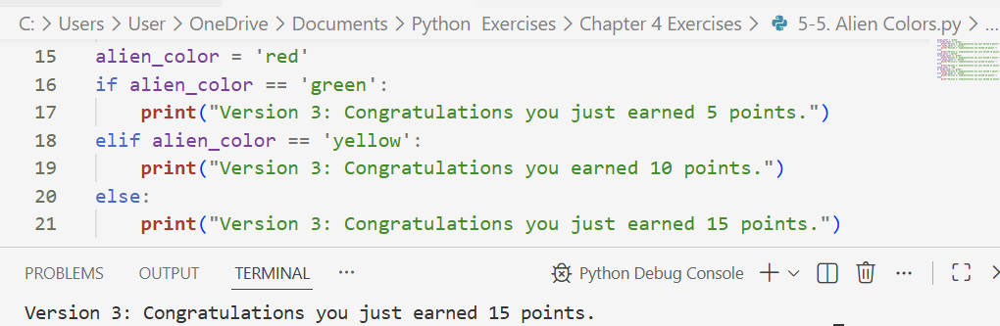 C: > Users > User > OneDrive > Documents > Python Exercises > Chapter 4 Exercises > 5-5. Alien Colors.py > ...
15 alien_color = 'red'
16 if alien_color == 'green':
17     print("Version 3: Congratulations you just earned 5 points.")
18 elif alien_color == 'yellow':
19     print("Version 3: Congratulations you earned 10 points.")
20 else:
21     print("Version 3: Congratulations you just earned 15 points.")
PROBLEMS OUTPUT TERMINAL ... Python Debug Console
Version 3: Congratulations you just earned 15 points.